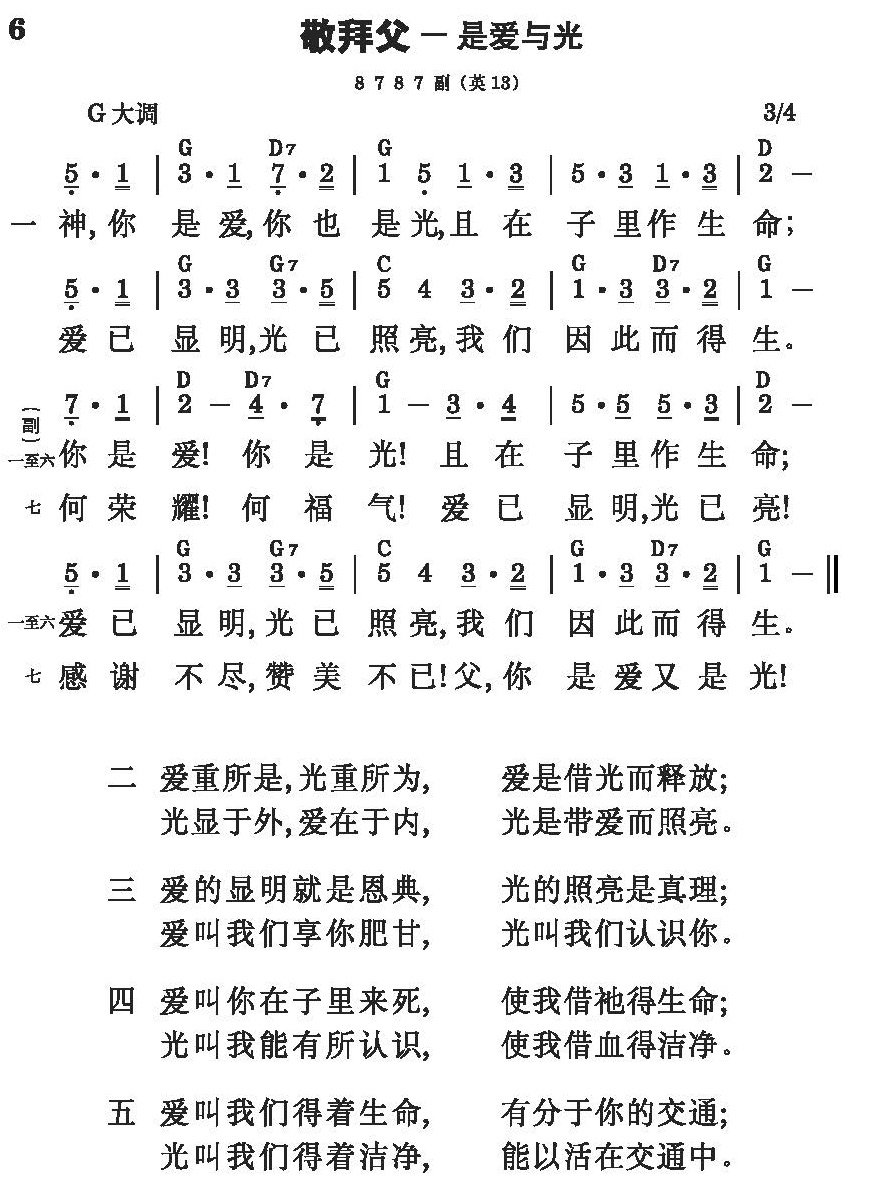 6
敬拜父－是爱与光
8 7 8 7 副（英13）
G大调 3/4
G D7 G D
5 · 1 | 3 · 1 7 · 2 | 1 5 1 · 3 | 5 · 3 1 · 3 | 2 －
一 神，你 是 爱，你 也 是 光，且 在 子 里 作 生 命；
G G7 C G D7 G
5 · 1 | 3 · 3 3 · 5 | 5 4 3 · 2 | 1 · 3 3 · 2 | 1 －
爱 已 显 明，光 已 照 亮，我 们 因 此 而 得 生。
D D7 G D
7 · 1 | 2 － 4 · 7 | 1 － 3 · 4 | 5 · 5 5 · 3 | 2 －
（副）
一至六 你 是 爱！ 你 是 光！ 且 在 子 里 作 生 命；
七 何 荣 耀！ 何 福 气！ 爱 已 显 明，光 已 亮！
G G7 C G D7 G
5 · 1 | 3 · 3 3 · 5 | 5 4 3 · 2 | 1 · 3 3 · 2 | 1 － ‖
一至六 爱 已 显 明，光 已 照 亮，我 们 因 此 而 得 生。
七 感 谢 不 尽，赞 美 不 已！父，你 是 爱 又 是 光！
二 爱重所是，光重所为， 爱是借光而释放；
光显于外，爱在于内， 光是带爱而照亮。
三 爱的显明就是恩典， 光的照亮是真理；
爱叫我们享你肥甘， 光叫我们认识你。
四 爱叫你在子里来死， 使我借祂得生命；
光叫我能有所认识， 使我借血得洁净。
五 爱叫我们得着生命， 有分于你的交通；
光叫我们得着洁净， 能以活在交通中。